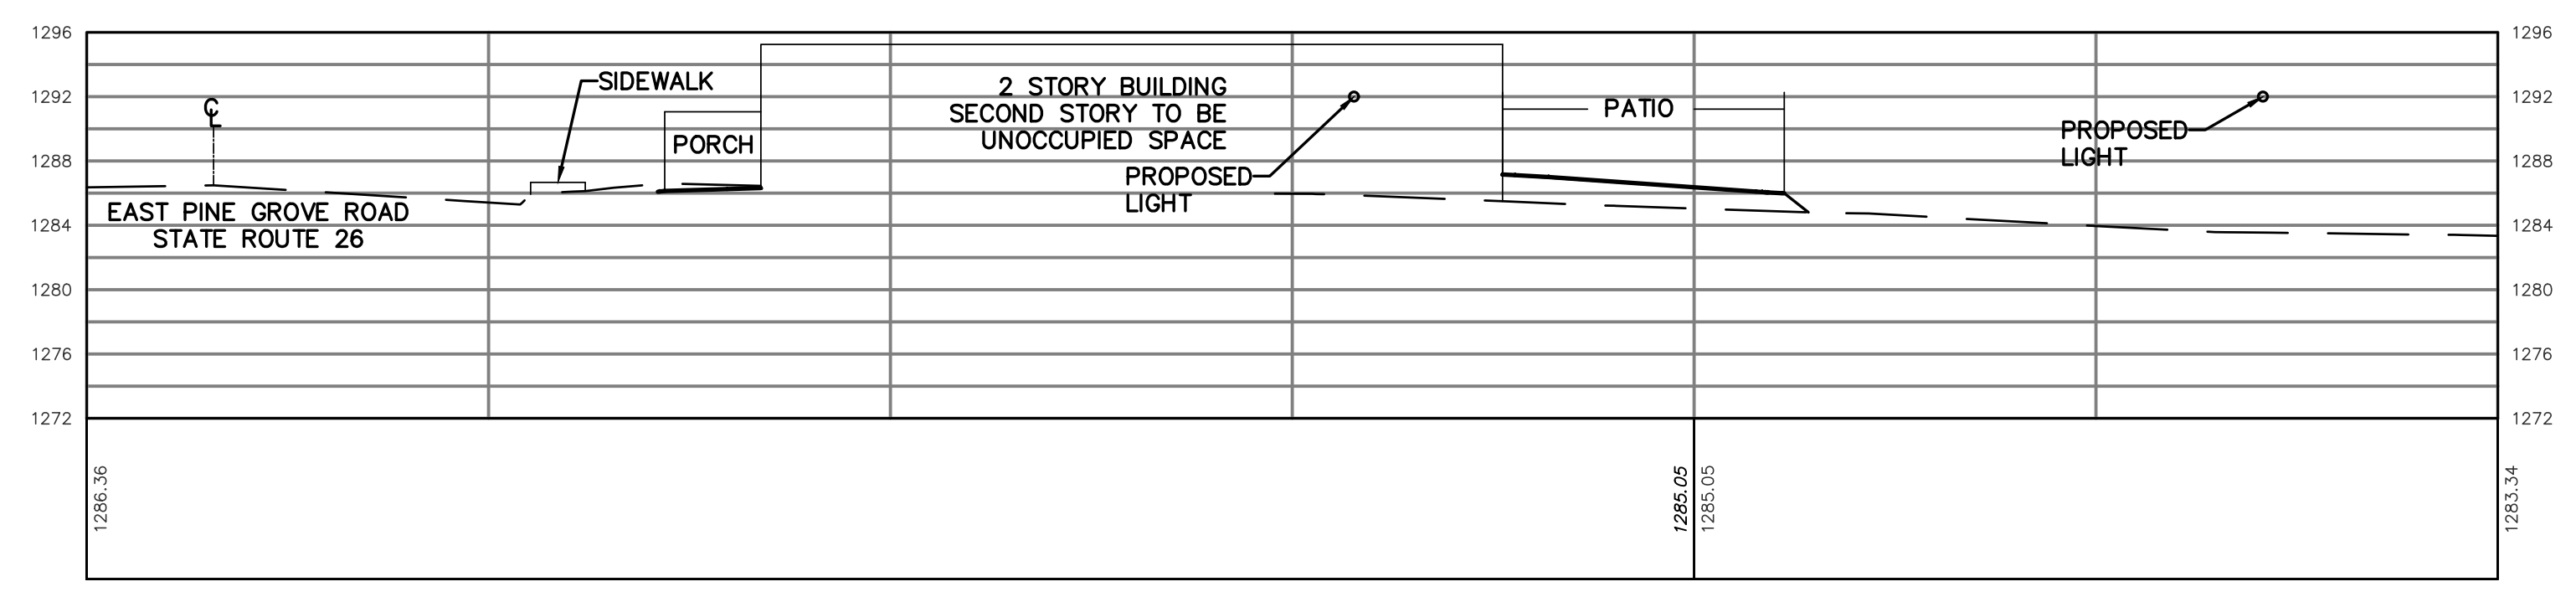 1296
1296
℄
SIDEWALK
2 STORY BUILDING
SECOND STORY TO BE
UNOCCUPIED SPACE
1292
1292
PATIO
PORCH
PROPOSED
LIGHT
1288
1288
PROPOSED
LIGHT
EAST PINE GROVE ROAD
STATE ROUTE 26
1284
1284
1280
1280
1276
1276
1272
1272
1286.36
1285.05
1285.05
1283.34